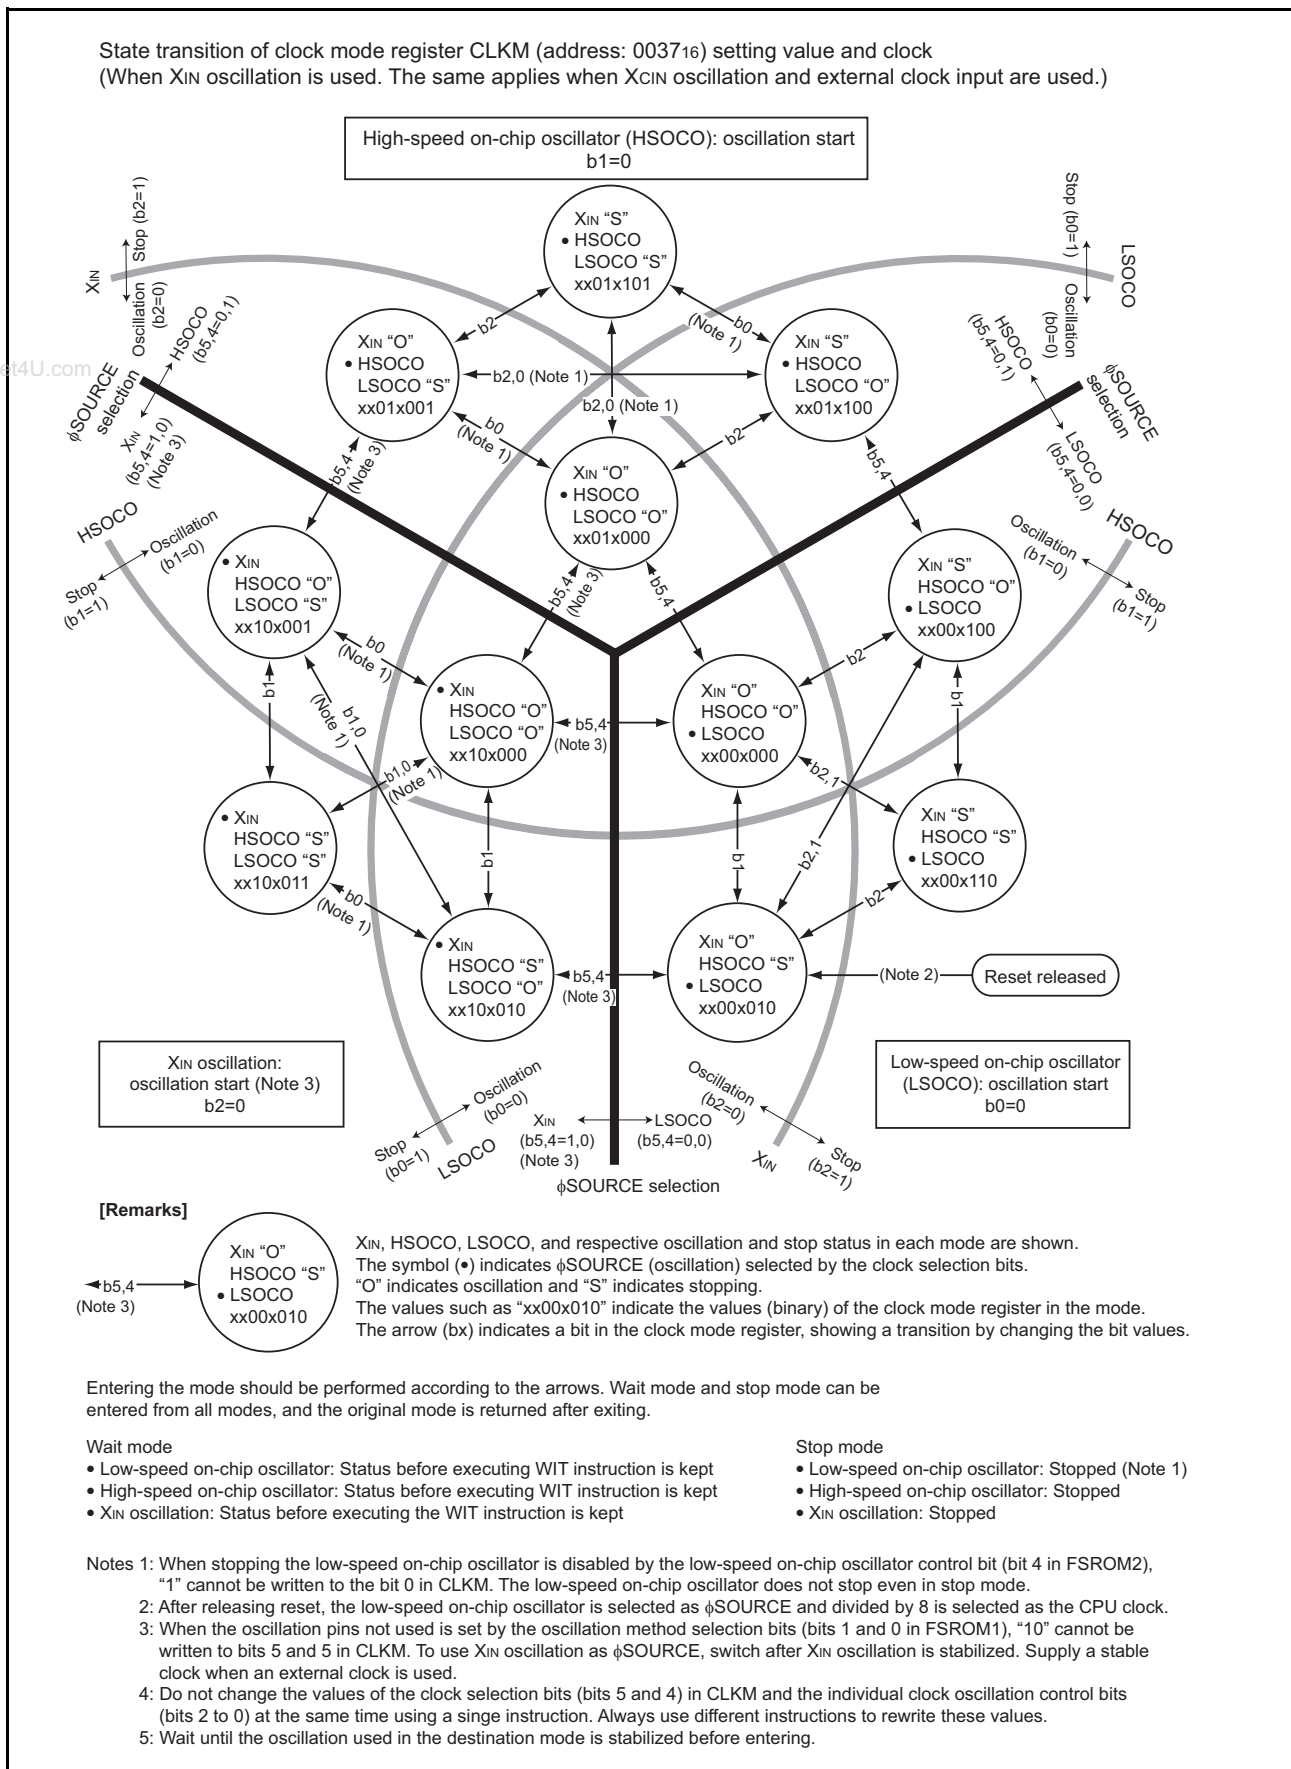 State transition of clock mode register CLKM (address: 003716) setting value and clock
(When XIN oscillation is used. The same applies when XCIN oscillation and external clock input are used.)
High-speed on-chip oscillator (HSOCO): oscillation start
b1=0
XIN
Stop (b2=1)
Oscillation
(b2=0)
LSOCO
Stop (b0=1)
Oscillation
(b0=0)
XIN “S”
• HSOCO
LSOCO “S”
xx01x101
b2
b0
(Note 1)
XIN “O”
• HSOCO
LSOCO “S”
xx01x001
b2,0 (Note 1)
b2,0 (Note 1)
XIN “S”
• HSOCO
LSOCO “O”
xx01x100
et4U.com
φSOURCE
selection
HSOCO
(b5,4=0,1)
XIN
(b5,4=1,0)
(Note 3)
φSOURCE
selection
HSOCO
(b5,4=0,1)
LSOCO
(b5,4=0,0)
b0
(Note 1)
b2
XIN “O”
• HSOCO
LSOCO “O”
xx01x000
b5,4
(Note 3)
b5,4
HSOCO
Oscillation
(b1=0)
Stop
(b1=1)
HSOCO
Oscillation
(b1=0)
Stop
(b1=1)
• XIN
HSOCO “O”
LSOCO “S”
xx10x001
b5,4
(Note 3)
b5,4
XIN “S”
HSOCO “O”
• LSOCO
xx00x100
b0
(Note 1)
b1
b1,0
(Note 1)
• XIN
HSOCO “O”
LSOCO “O”
xx10x000
b5,4
(Note 3)
XIN “O”
HSOCO “O”
• LSOCO
xx00x000
b2
b1
b1,0
(Note 1)
b2,1
• XIN
HSOCO “S”
LSOCO “S”
xx10x011
b1
b1
b2,1
XIN “S”
HSOCO “S”
• LSOCO
xx00x110
b0
(Note 1)
b2
• XIN
HSOCO “S”
LSOCO “O”
xx10x010
b5,4
(Note 3)
XIN “O”
HSOCO “S”
• LSOCO
xx00x010
(Note 2)
Reset released
XIN oscillation:
oscillation start (Note 3)
b2=0
Low-speed on-chip oscillator
(LSOCO): oscillation start
b0=0
Oscillation
(b0=0)
Stop
(b0=1)
LSOCO
XIN
(b5,4=1,0)
(Note 3)
LSOCO
(b5,4=0,0)
Oscillation
(b2=0)
Stop
(b2=1)
XIN
φSOURCE selection
[Remarks]
b5,4
(Note 3)
XIN “O”
HSOCO “S”
• LSOCO
xx00x010
XIN, HSOCO, LSOCO, and respective oscillation and stop status in each mode are shown.
The symbol (•) indicates φSOURCE (oscillation) selected by the clock selection bits.
“O” indicates oscillation and “S” indicates stopping.
The values such as “xx00x010” indicate the values (binary) of the clock mode register in the mode.
The arrow (bx) indicates a bit in the clock mode register, showing a transition by changing the bit values.
Entering the mode should be performed according to the arrows. Wait mode and stop mode can be
entered from all modes, and the original mode is returned after exiting.
Wait mode
• Low-speed on-chip oscillator: Status before executing WIT instruction is kept
• High-speed on-chip oscillator: Status before executing WIT instruction is kept
• XIN oscillation: Status before executing the WIT instruction is kept
Stop mode
• Low-speed on-chip oscillator: Stopped (Note 1)
• High-speed on-chip oscillator: Stopped
• XIN oscillation: Stopped
Notes 1: When stopping the low-speed on-chip oscillator is disabled by the low-speed on-chip oscillator control bit (bit 4 in FSROM2),
“1” cannot be written to the bit 0 in CLKM. The low-speed on-chip oscillator does not stop even in stop mode.
2: After releasing reset, the low-speed on-chip oscillator is selected as φSOURCE and divided by 8 is selected as the CPU clock.
3: When the oscillation pins not used is set by the oscillation method selection bits (bits 1 and 0 in FSROM1), “10” cannot be
written to bits 5 and 5 in CLKM. To use XIN oscillation as φSOURCE, switch after XIN oscillation is stabilized. Supply a stable
clock when an external clock is used.
4: Do not change the values of the clock selection bits (bits 5 and 4) in CLKM and the individual clock oscillation control bits
(bits 2 to 0) at the same time using a singe instruction. Always use different instructions to rewrite these values.
5: Wait until the oscillation used in the destination mode is stabilized before entering.